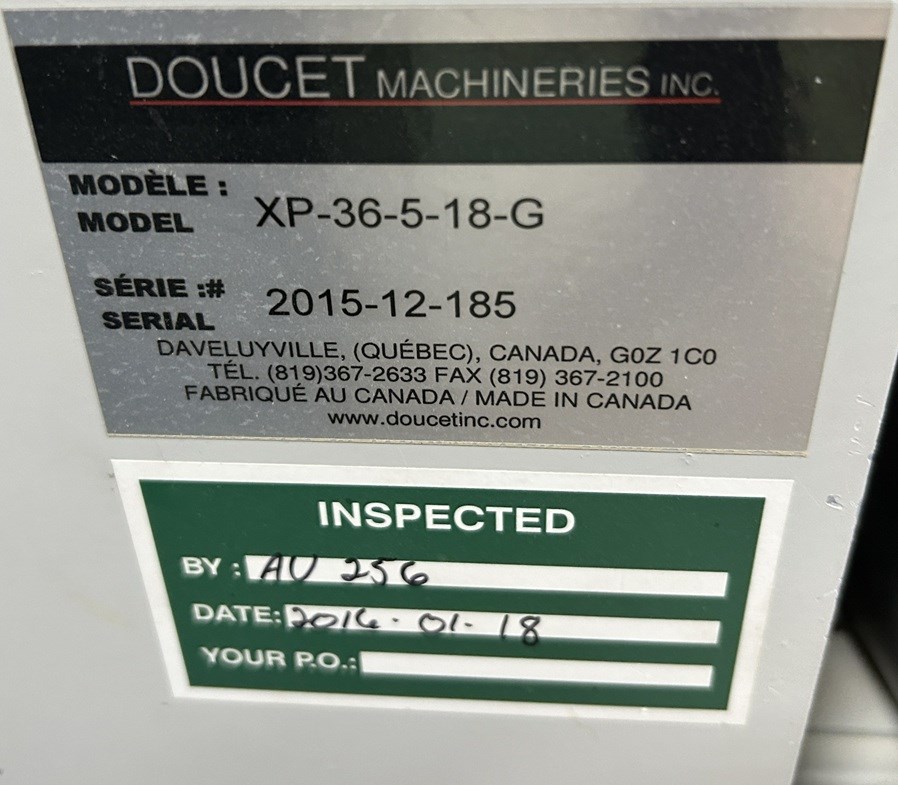 DOUCET MACHINERIES INC.
MODÈLE :
MODEL XP-36-5-18-G
SÉRIE :#
SERIAL 2015-12-185
DAVELUYVILLE, (QUÉBEC), CANADA, G0Z 1C0
TÉL. (819)367-2633 FAX (819) 367-2100
FABRIQUÉ AU CANADA / MADE IN CANADA
www.doucetinc.com
INSPECTED
BY : AU 256
DATE: 2016-01-18
YOUR P.O.: